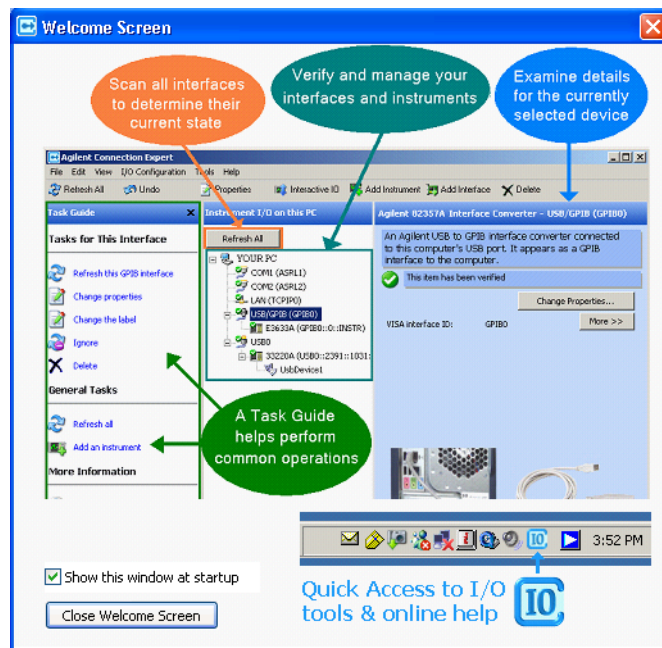 Welcome Screen
Scan all interfaces
to determine their
current state
Verify and manage your
interfaces and instruments
Examine details
for the currently
selected device
Agilent Connection Expert
File Edit View I/O Configuration Tools Help
Refresh All Undo Properties Interactive IO Add Instrument Add Interface Delete
Task Guide
Tasks for This Interface
Refresh this GPIB interface
Change properties
Change the label
Ignore
Delete
General Tasks
Refresh all
Add an instrument
More Information
Instrument I/O on this PC
Refresh All
YOUR PC
COM1 (ASRL1)
COM2 (ASRL2)
LAN (TCPIP0)
USB/GPIB (GPIB0)
E3633A (GPIB0::0::INSTR)
USB0
33220A (USB0::2391::1031:
UsbDevice1
Agilent 82357A Interface Converter - USB/GPIB (GPIB0)
An Agilent USB to GPIB interface converter connected
to this computer's USB port. It appears as a GPIB
interface to the computer.
This item has been verified
Change Properties...
VISA interface ID: GPIB0
More >>
A Task Guide
helps perform
common operations
IO
3:52 PM
Show this window at startup
Close Welcome Screen
Quick Access to I/O
tools & online help
IO